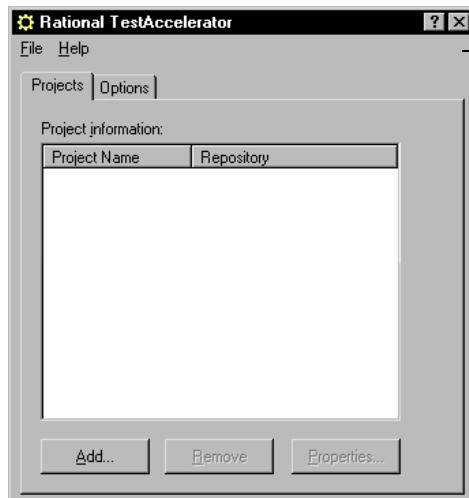 Rational TestAccelerator
File Help
Projects Options
Project information:
Project Name Repository
Add... Remove Properties...